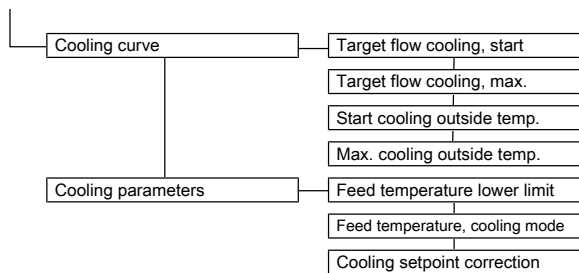 Cooling curve
Target flow cooling, start
Target flow cooling, max.
Start cooling outside temp.
Max. cooling outside temp.
Cooling parameters
Feed temperature lower limit
Feed temperature, cooling mode
Cooling setpoint correction